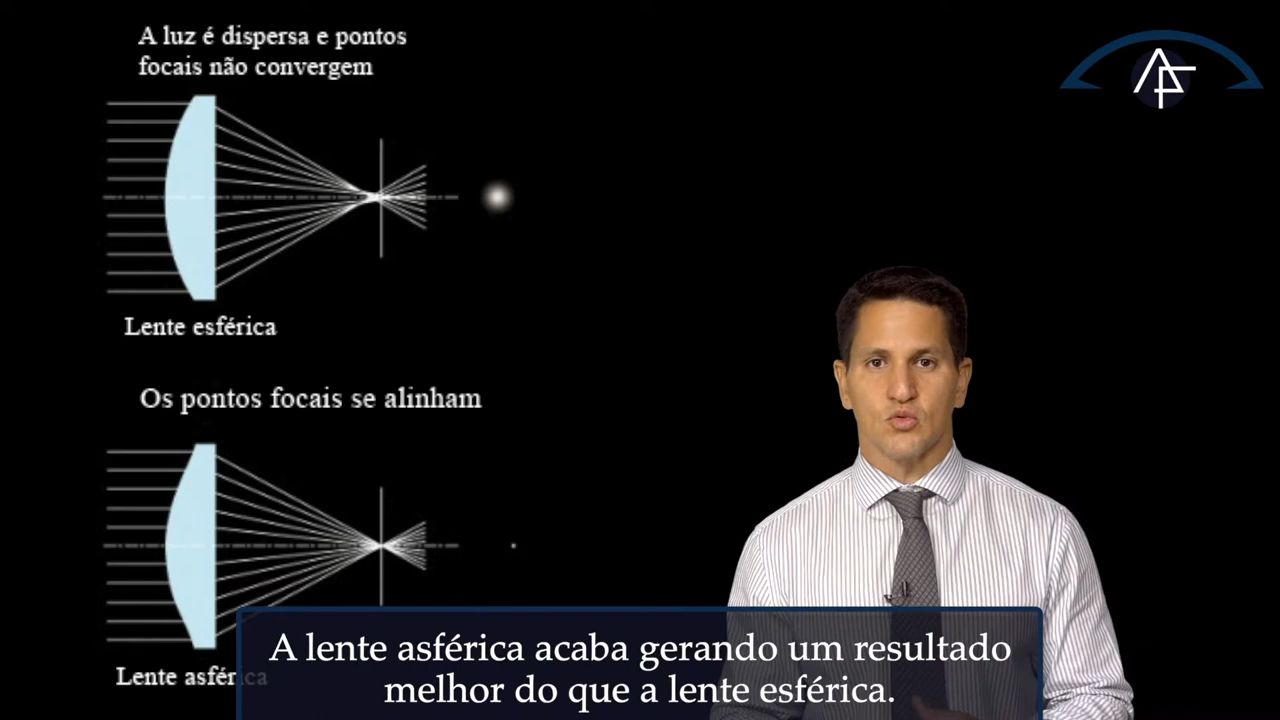 A luz é dispersa e pontos
focais não convergem
Lente esférica
Os pontos focais se alinham
Lente asférica
A lente asférica acaba gerando um resultado
melhor do que a lente esférica.